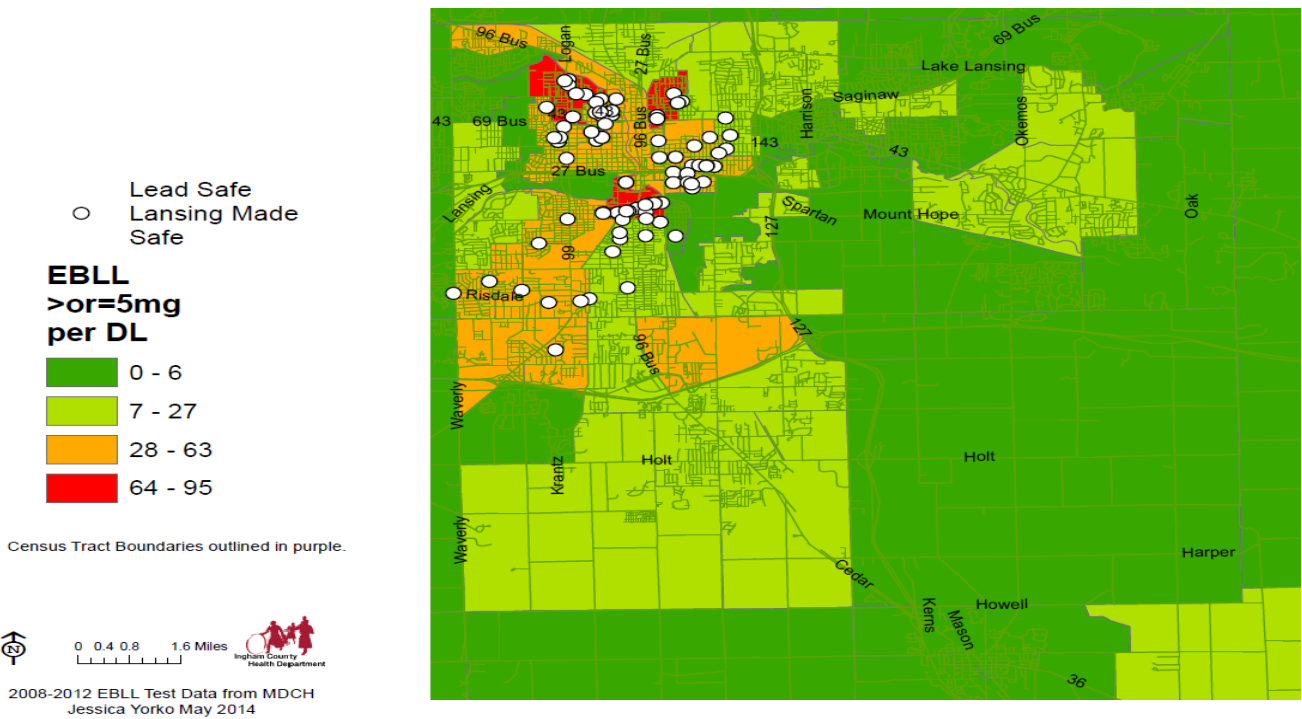 Lead Safe
Lansing Made
Safe
EBLL
>or=5mg
per DL
0 - 6
7 - 27
28 - 63
64 - 95
Census Tract Boundaries outlined in purple.
N
0 0.4 0.8 1.6 Miles
Ingham County
Health Department
2008-2012 EBLL Test Data from MDCH
Jessica Yorko May 2014
96 Bus
Logan
27 Bus
69 Bus
Lake Lansing
Saginaw
Harrison
Okemos
43
69 Bus
43
43
96 Bus
143
43
27 Bus
Lansing
Spartan
Mount Hope
Oak
127
99
Risdale
127
96 Bus
Waverly
Holt
Holt
Krantz
Waverly
Harper
Cedar
Kerns
Howell
Mason
36